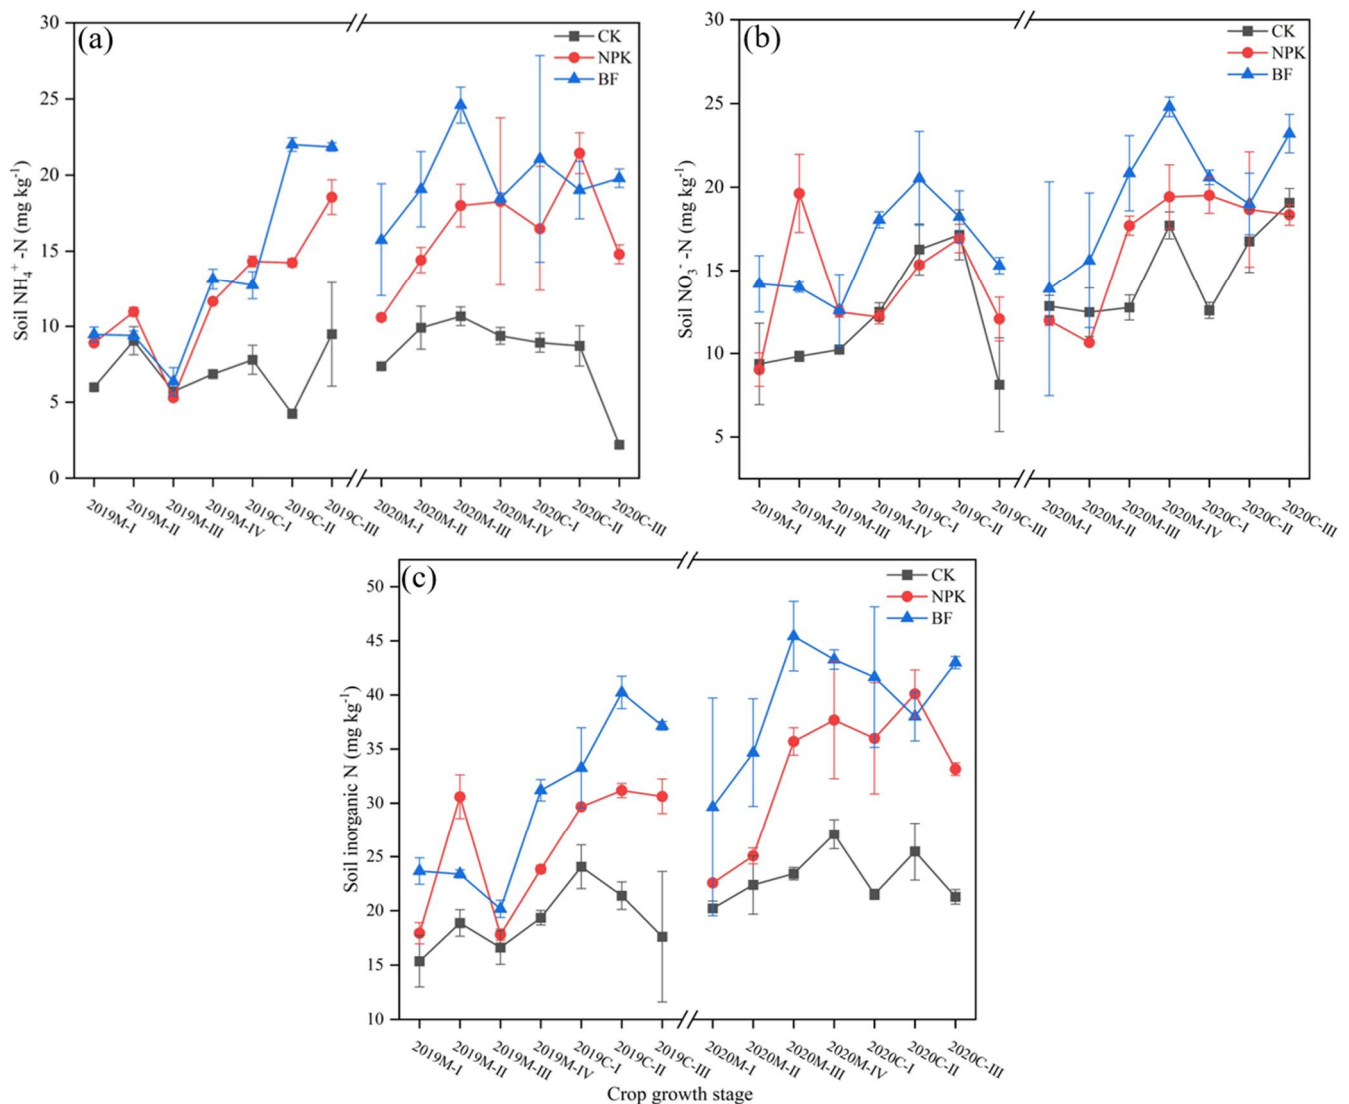 (a)
CK
NPK
BF
30
25
20
15
10
5
0
Soil NH₄⁺ -N (mg kg⁻¹)
2019M-I
2019M-II
2019M-III
2019M-IV
2019C-I
2019C-II
2019C-III
2020M-I
2020M-II
2020M-III
2020M-IV
2020C-I
2020C-II
2020C-III
(b)
CK
NPK
BF
30
25
20
15
10
5
Soil NO₃⁻ -N (mg kg⁻¹)
2019M-I
2019M-II
2019M-III
2019M-IV
2019C-I
2019C-II
2019C-III
2020M-I
2020M-II
2020M-III
2020M-IV
2020C-I
2020C-II
2020C-III
(c)
CK
NPK
BF
50
45
40
35
30
25
20
15
10
Soil inorganic N (mg kg⁻¹)
2019M-I
2019M-II
2019M-III
2019M-IV
2019C-I
2019C-II
2019C-III
2020M-I
2020M-II
2020M-III
2020M-IV
2020C-I
2020C-II
2020C-III
Crop growth stage